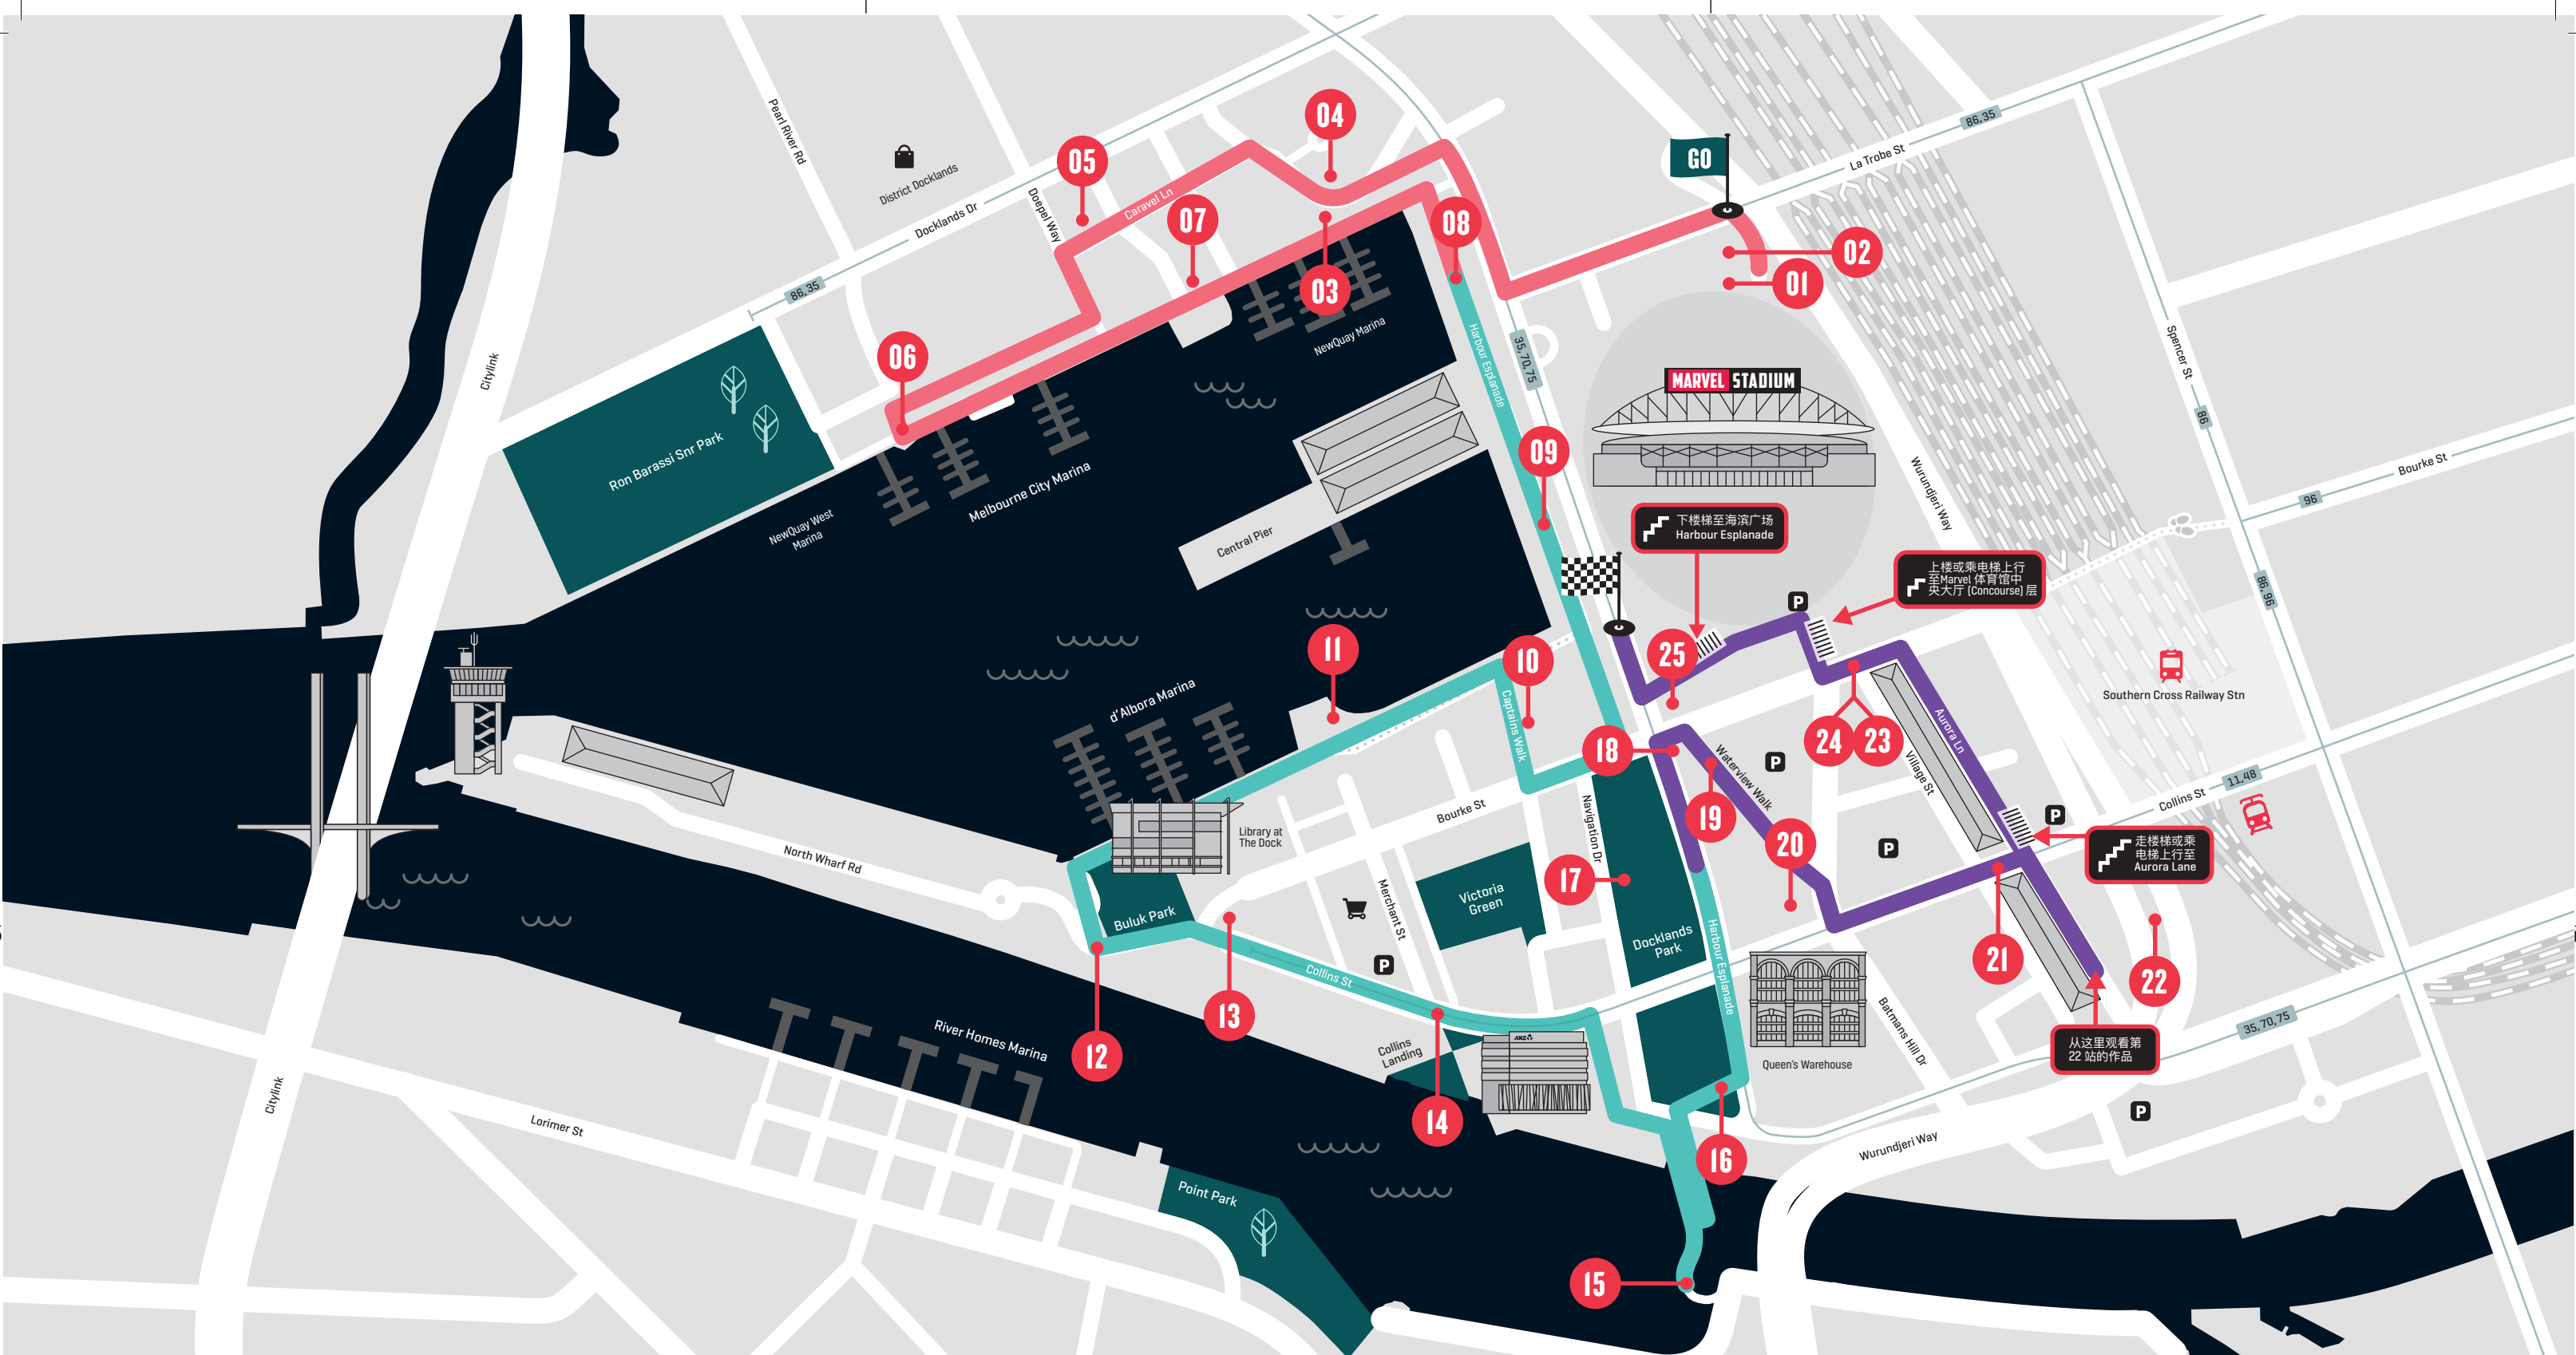 04
GO
86,35
La Trobe St
Pearl River Rd
District Docklands
05
Docklands Dr
Doepel Way
Caravel Ln
07
08
02
01
03
86,35
06
NewQuay Marina
Harbour Esplanade
35,70,75
Citylink
MARVEL STADIUM
Spencer St
86
Bourke St
96
Ron Barassi Snr Park
NewQuay West
Marina
Melbourne City Marina
Central Pier
09
Wurundjeri Way
下楼梯至海滨广场
Harbour Esplanade
上楼或乘电梯上行
至Marvel 体育馆中
央大厅 (Concourse) 层
P
86, 96
11
10
25
Southern Cross Railway Stn
d'Albora Marina
Captains Walk
18
24
23
Aurora Ln
Village St
Waterview Walk
P
19
20
11,48
Collins St
P
P
走楼梯或乘
电梯上行至
Aurora Lane
Library at
The Dock
Bourke St
Navigation Dr
North Wharf Rd
Merchant St
Victoria
Green
17
Buluk Park
P
Docklands
Park
Harbour Esplanade
21
22
Collins St
13
12
River Homes Marina
Collins
Landing
ANZ
14
Queen's Warehouse
Batmans Hill Dr
35,70,75
从这里观看第
22 站的作品
P
Citylink
Lorimer St
16
Wurundjeri Way
Point Park
15